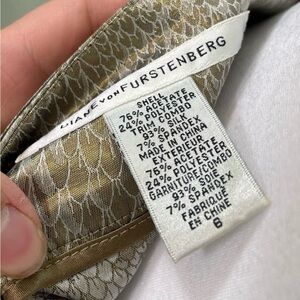 DIANE VON FURSTENBERG
SHELL
76% ACETATE
24% POLYESTER
TRIM COMBO
93% SILK
7% SPANDEX
MADE IN CHINA
EXTERIEUR
76% ACETATE
24% POLYESTER
GARNITURE/COMBO
93% SOIE
7% SPANDEX
FABRIQUE
EN CHINE
6